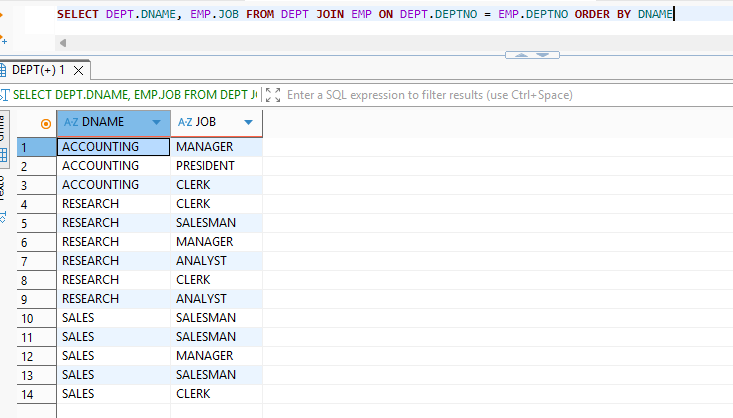 SELECT DEPT.DNAME, EMP.JOB FROM DEPT JOIN EMP ON DEPT.DEPTNO = EMP.DEPTNO ORDER BY DNAME
DEPT(+) 1
SELECT DEPT.DNAME, EMP.JOB FROM DEPT JO
Enter a SQL expression to filter results (use Ctrl+Space)
A-Z DNAME A-Z JOB
1 ACCOUNTING MANAGER
2 ACCOUNTING PRESIDENT
3 ACCOUNTING CLERK
4 RESEARCH CLERK
5 RESEARCH SALESMAN
6 RESEARCH MANAGER
7 RESEARCH ANALYST
8 RESEARCH CLERK
9 RESEARCH ANALYST
10 SALES SALESMAN
11 SALES SALESMAN
12 SALES MANAGER
13 SALES SALESMAN
14 SALES CLERK
Texto